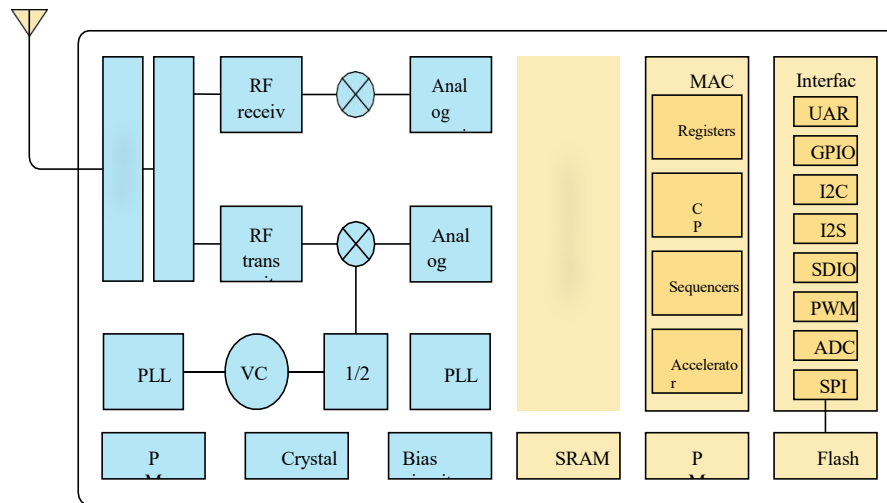 RF
receiv
Anal
og
RF
trans
Anal
og
PLL
VC
1/2
PLL
MAC
Registers
C
P
Sequencers
Accelerato
r
Interfac
UAR
GPIO
I2C
I2S
SDIO
PWM
ADC
SPI
P
M
Crystal
Bias
SRAM
P
M
Flash